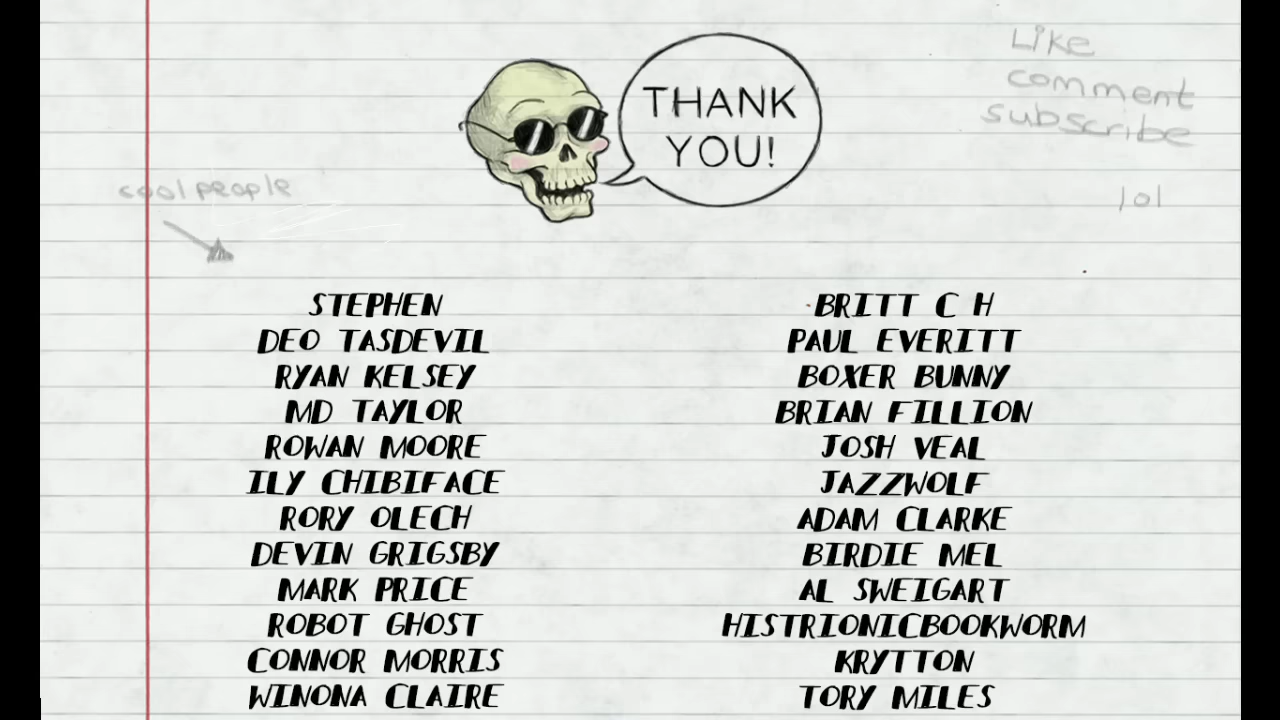 THANK
YOU!
Like
comment
subscribe
cool people
lol
STEPHEN
DEO TASDEVIL
RYAN KELSEY
MD TAYLOR
ROWAN MOORE
ILY CHIBIFACE
RORY OLECH
DEVIN GRIGSBY
MARK PRICE
ROBOT GHOST
CONNOR MORRIS
WINONA CLAIRE
BRITT C H
PAUL EVERITT
BOXER BUNNY
BRIAN FILLION
JOSH VEAL
JAZZWOLF
ADAM CLARKE
BIRDIE MEL
AL SWEIGART
HISTRIONICBOOKWORM
KRYTTON
TORY MILES